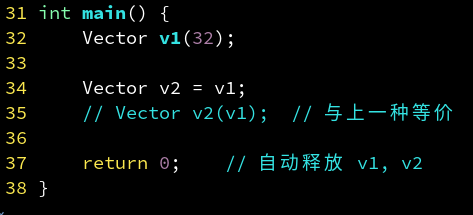 31 int main() {
32     Vector v1(32);
33
34     Vector v2 = v1;
35     // Vector v2(v1);  // 与上一种等价
36
37     return 0;    // 自动释放 v1, v2
38 }